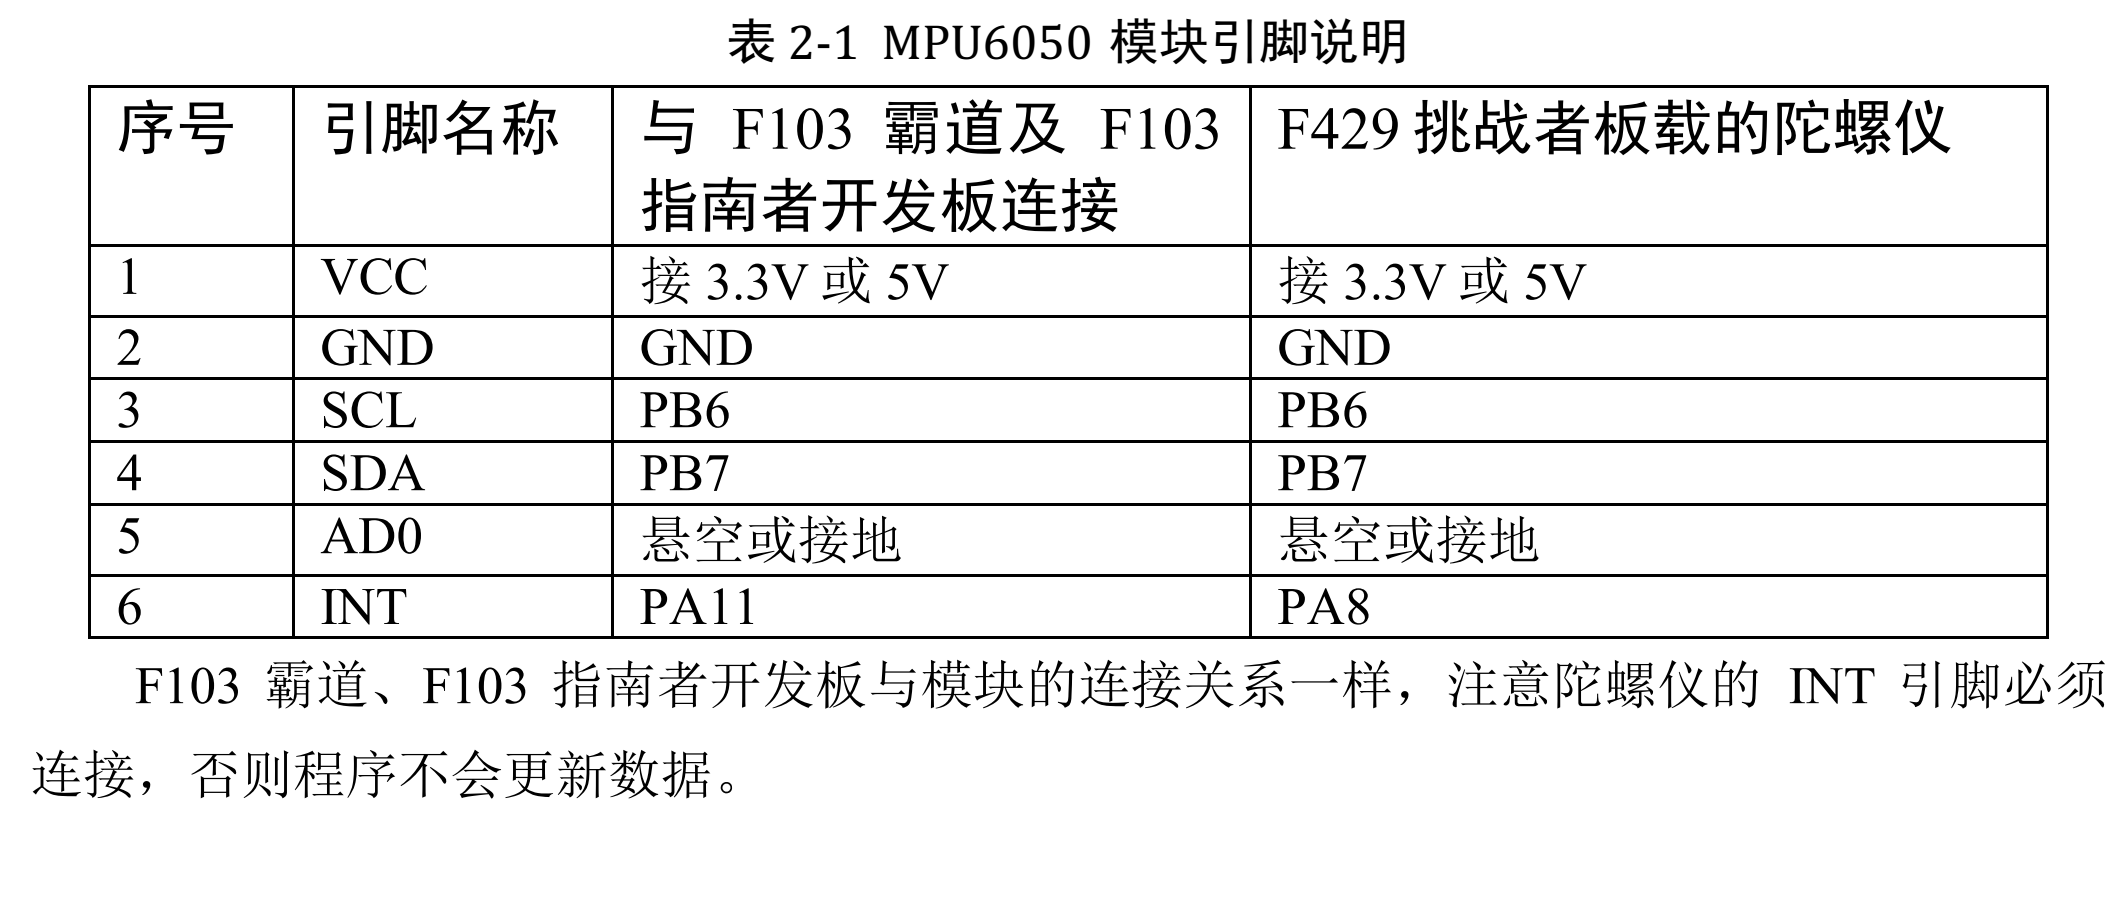 表 2-1 MPU6050 模块引脚说明
序号 引脚名称 与 F103 霸道及 F103 F429 挑战者板载的陀螺仪
指南者开发板连接
1 VCC 接 3.3V 或 5V 接 3.3V 或 5V
2 GND GND GND
3 SCL PB6 PB6
4 SDA PB7 PB7
5 AD0 悬空或接地 悬空或接地
6 INT PA11 PA8
F103 霸道、F103 指南者开发板与模块的连接关系一样，注意陀螺仪的 INT 引脚必须
连接，否则程序不会更新数据。